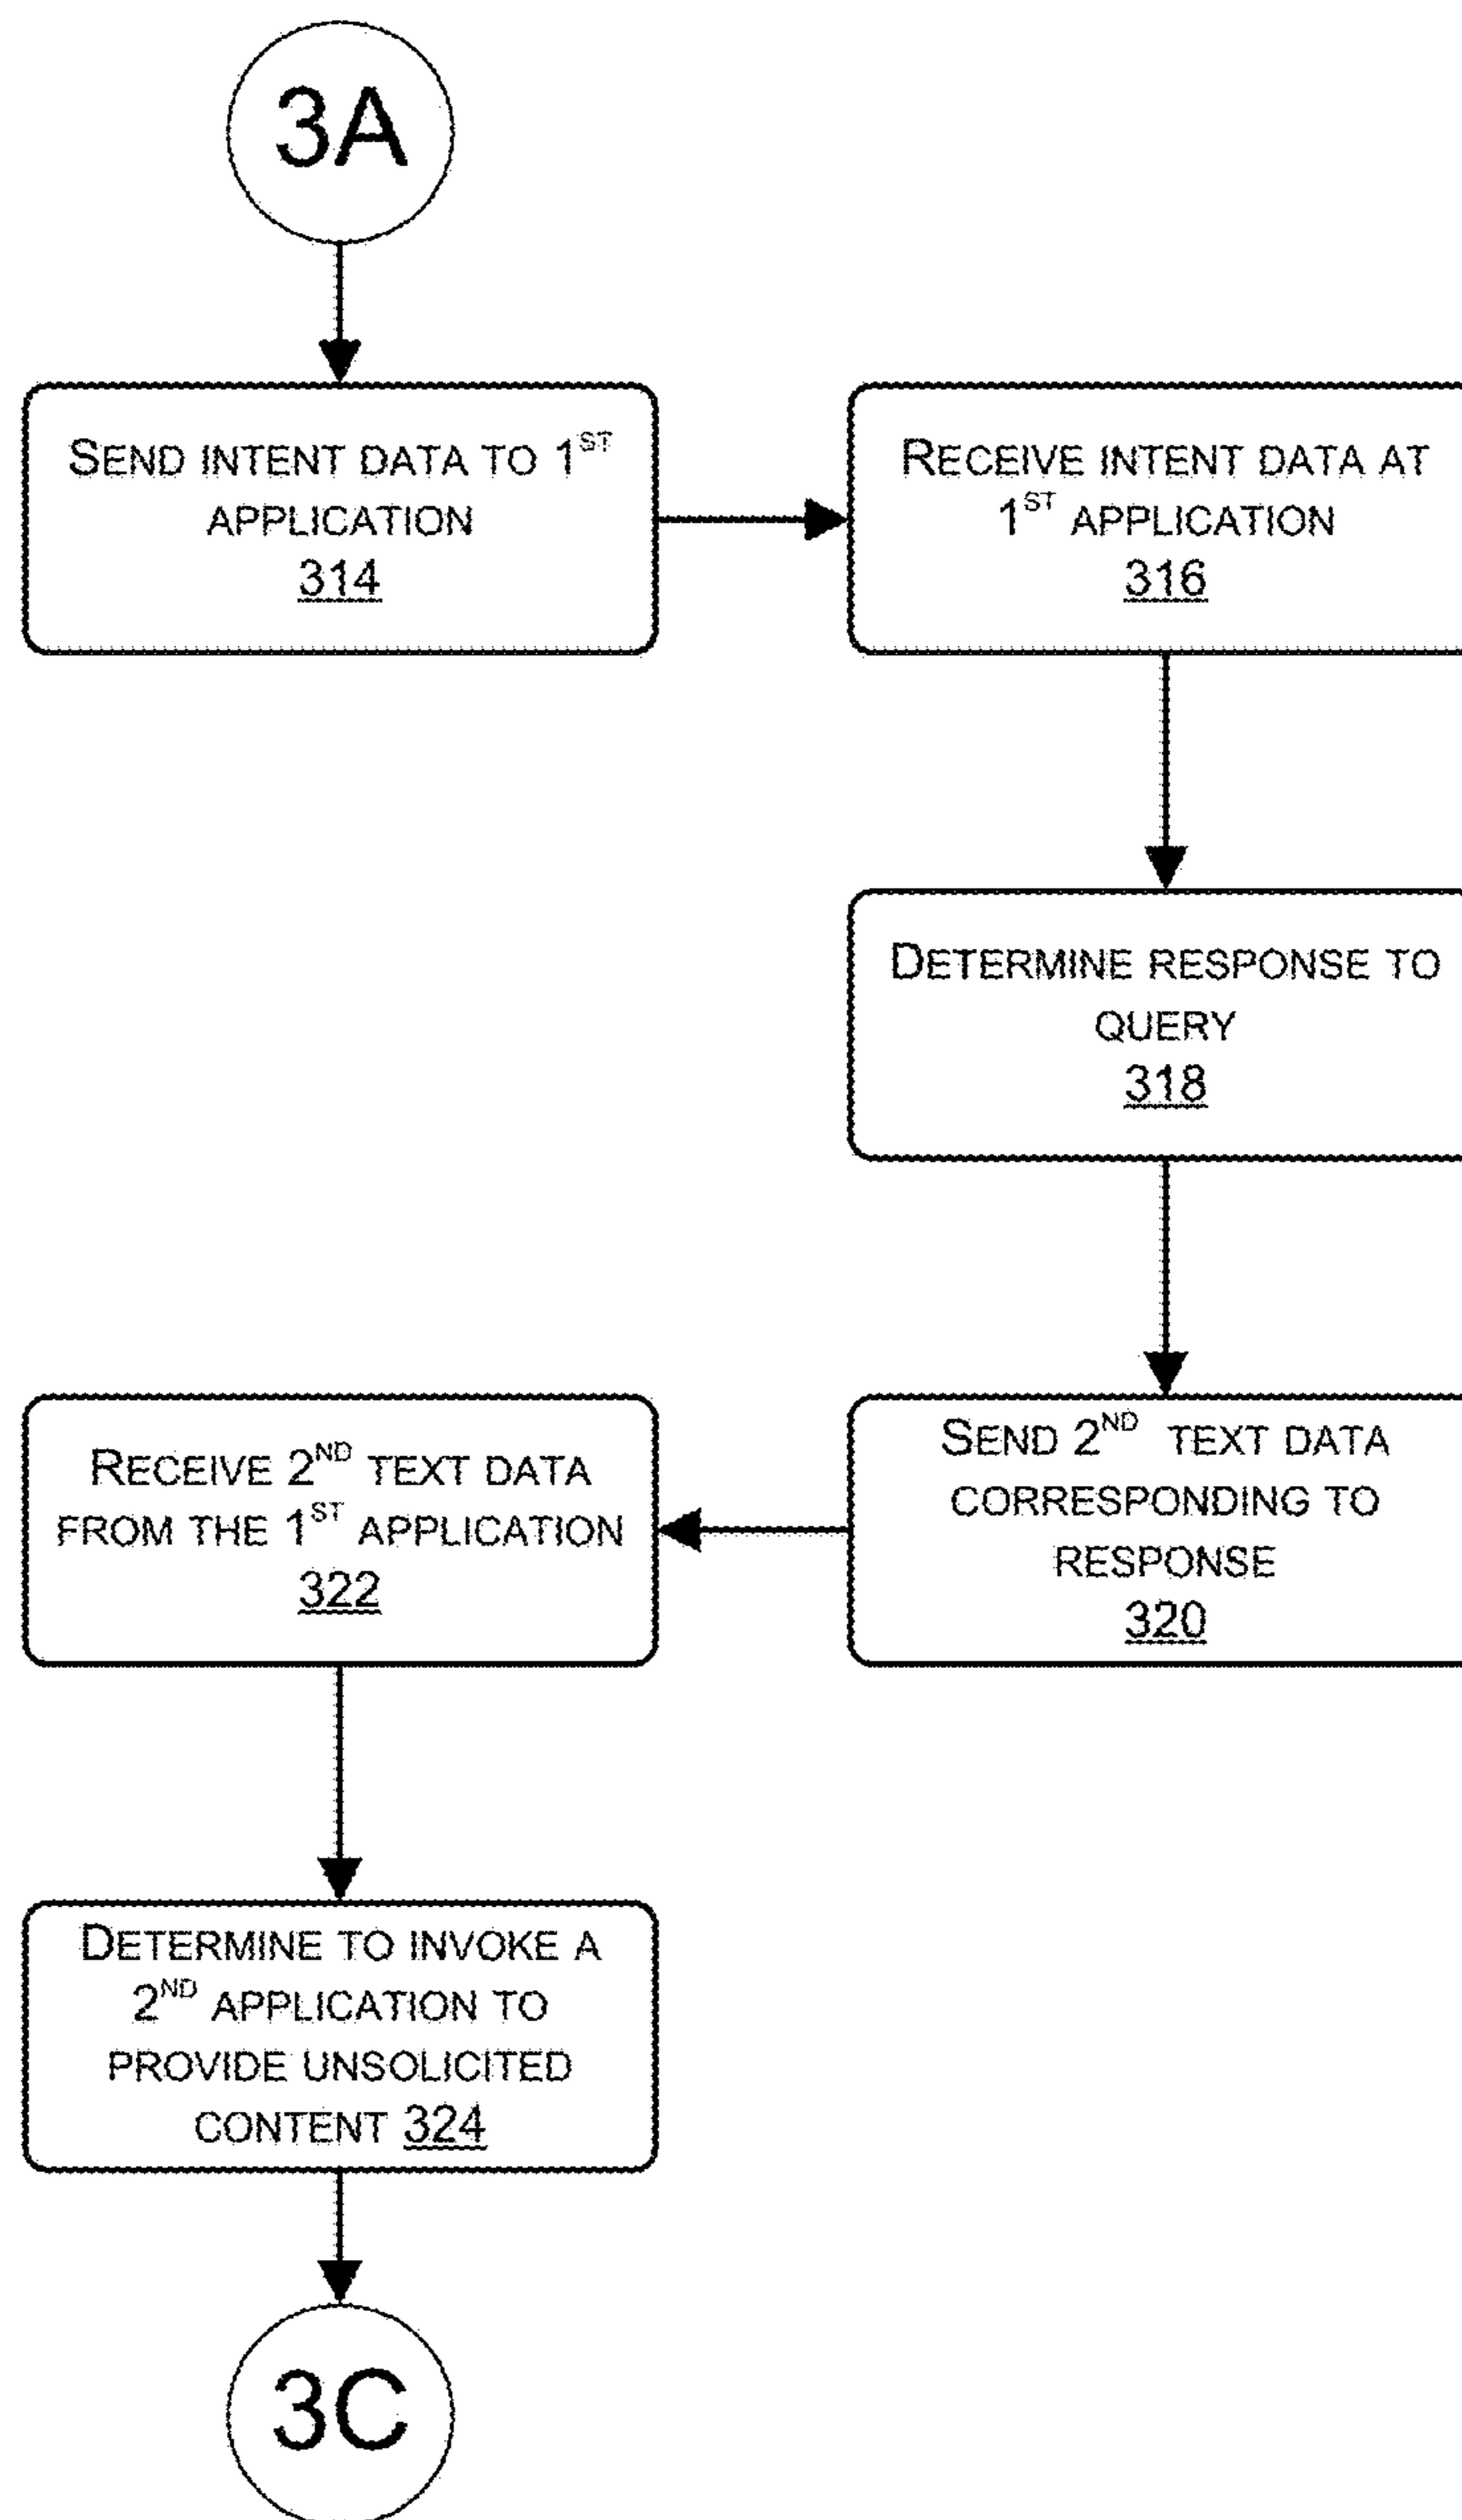 3A
SEND INTENT DATA TO 1ST
APPLICATION
314
RECEIVE INTENT DATA AT
1ST APPLICATION
316
DETERMINE RESPONSE TO
QUERY
318
SEND 2ND TEXT DATA
CORRESPONDING TO
RESPONSE
320
RECEIVE 2ND TEXT DATA
FROM THE 1ST APPLICATION
322
DETERMINE TO INVOKE A
2ND APPLICATION TO
PROVIDE UNSOLICITED
CONTENT 324
3C